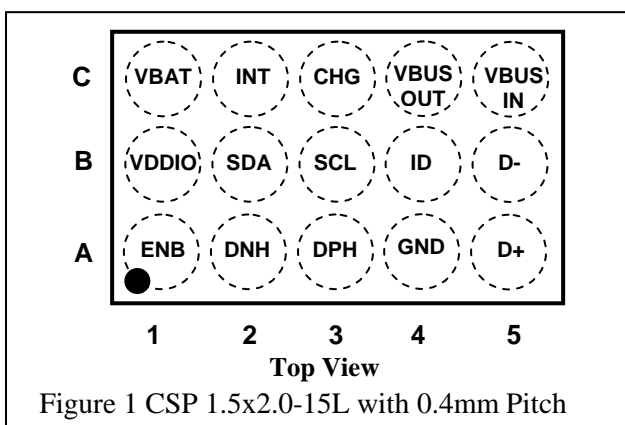 C VBAT INT CHG VBUS OUT VBUS IN
B VDDIO SDA SCL ID D-
A ENB DNH DPH GND D+
1 2 3 4 5
Top View
Figure 1 CSP 1.5x2.0-15L with 0.4mm Pitch